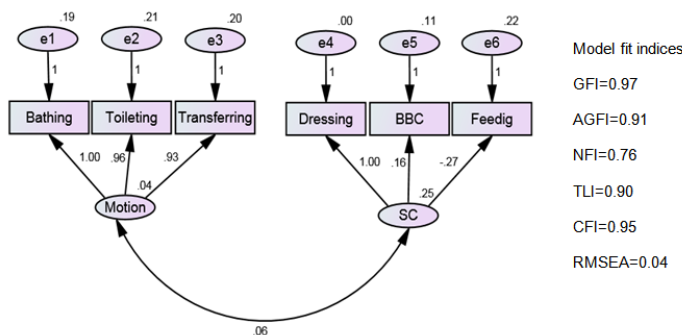 .19 .21 .20 .00 .11 .22
e1 e2 e3 e4 e5 e6
1 1 1 1 1 1
Bathing Toileting Transferring Dressing BBC Feedig
1.00 .96 .93 1.00 .16 -.27
.04 .25
Motion SC
.06
Model fit indices
GFI=0.97
AGFI=0.91
NFI=0.76
TLI=0.90
CFI=0.95
RMSEA=0.04